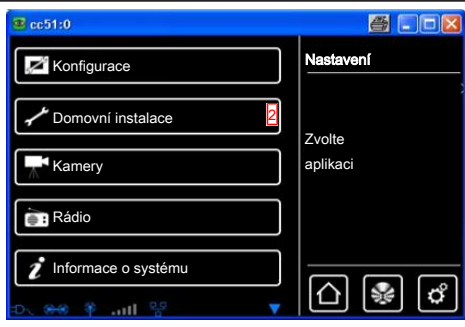 cc51:0
Konfigurace
Domovní instalace 2
Kamery
Rádio
Informace o systému
Nastavení
Zvolte
aplikaci